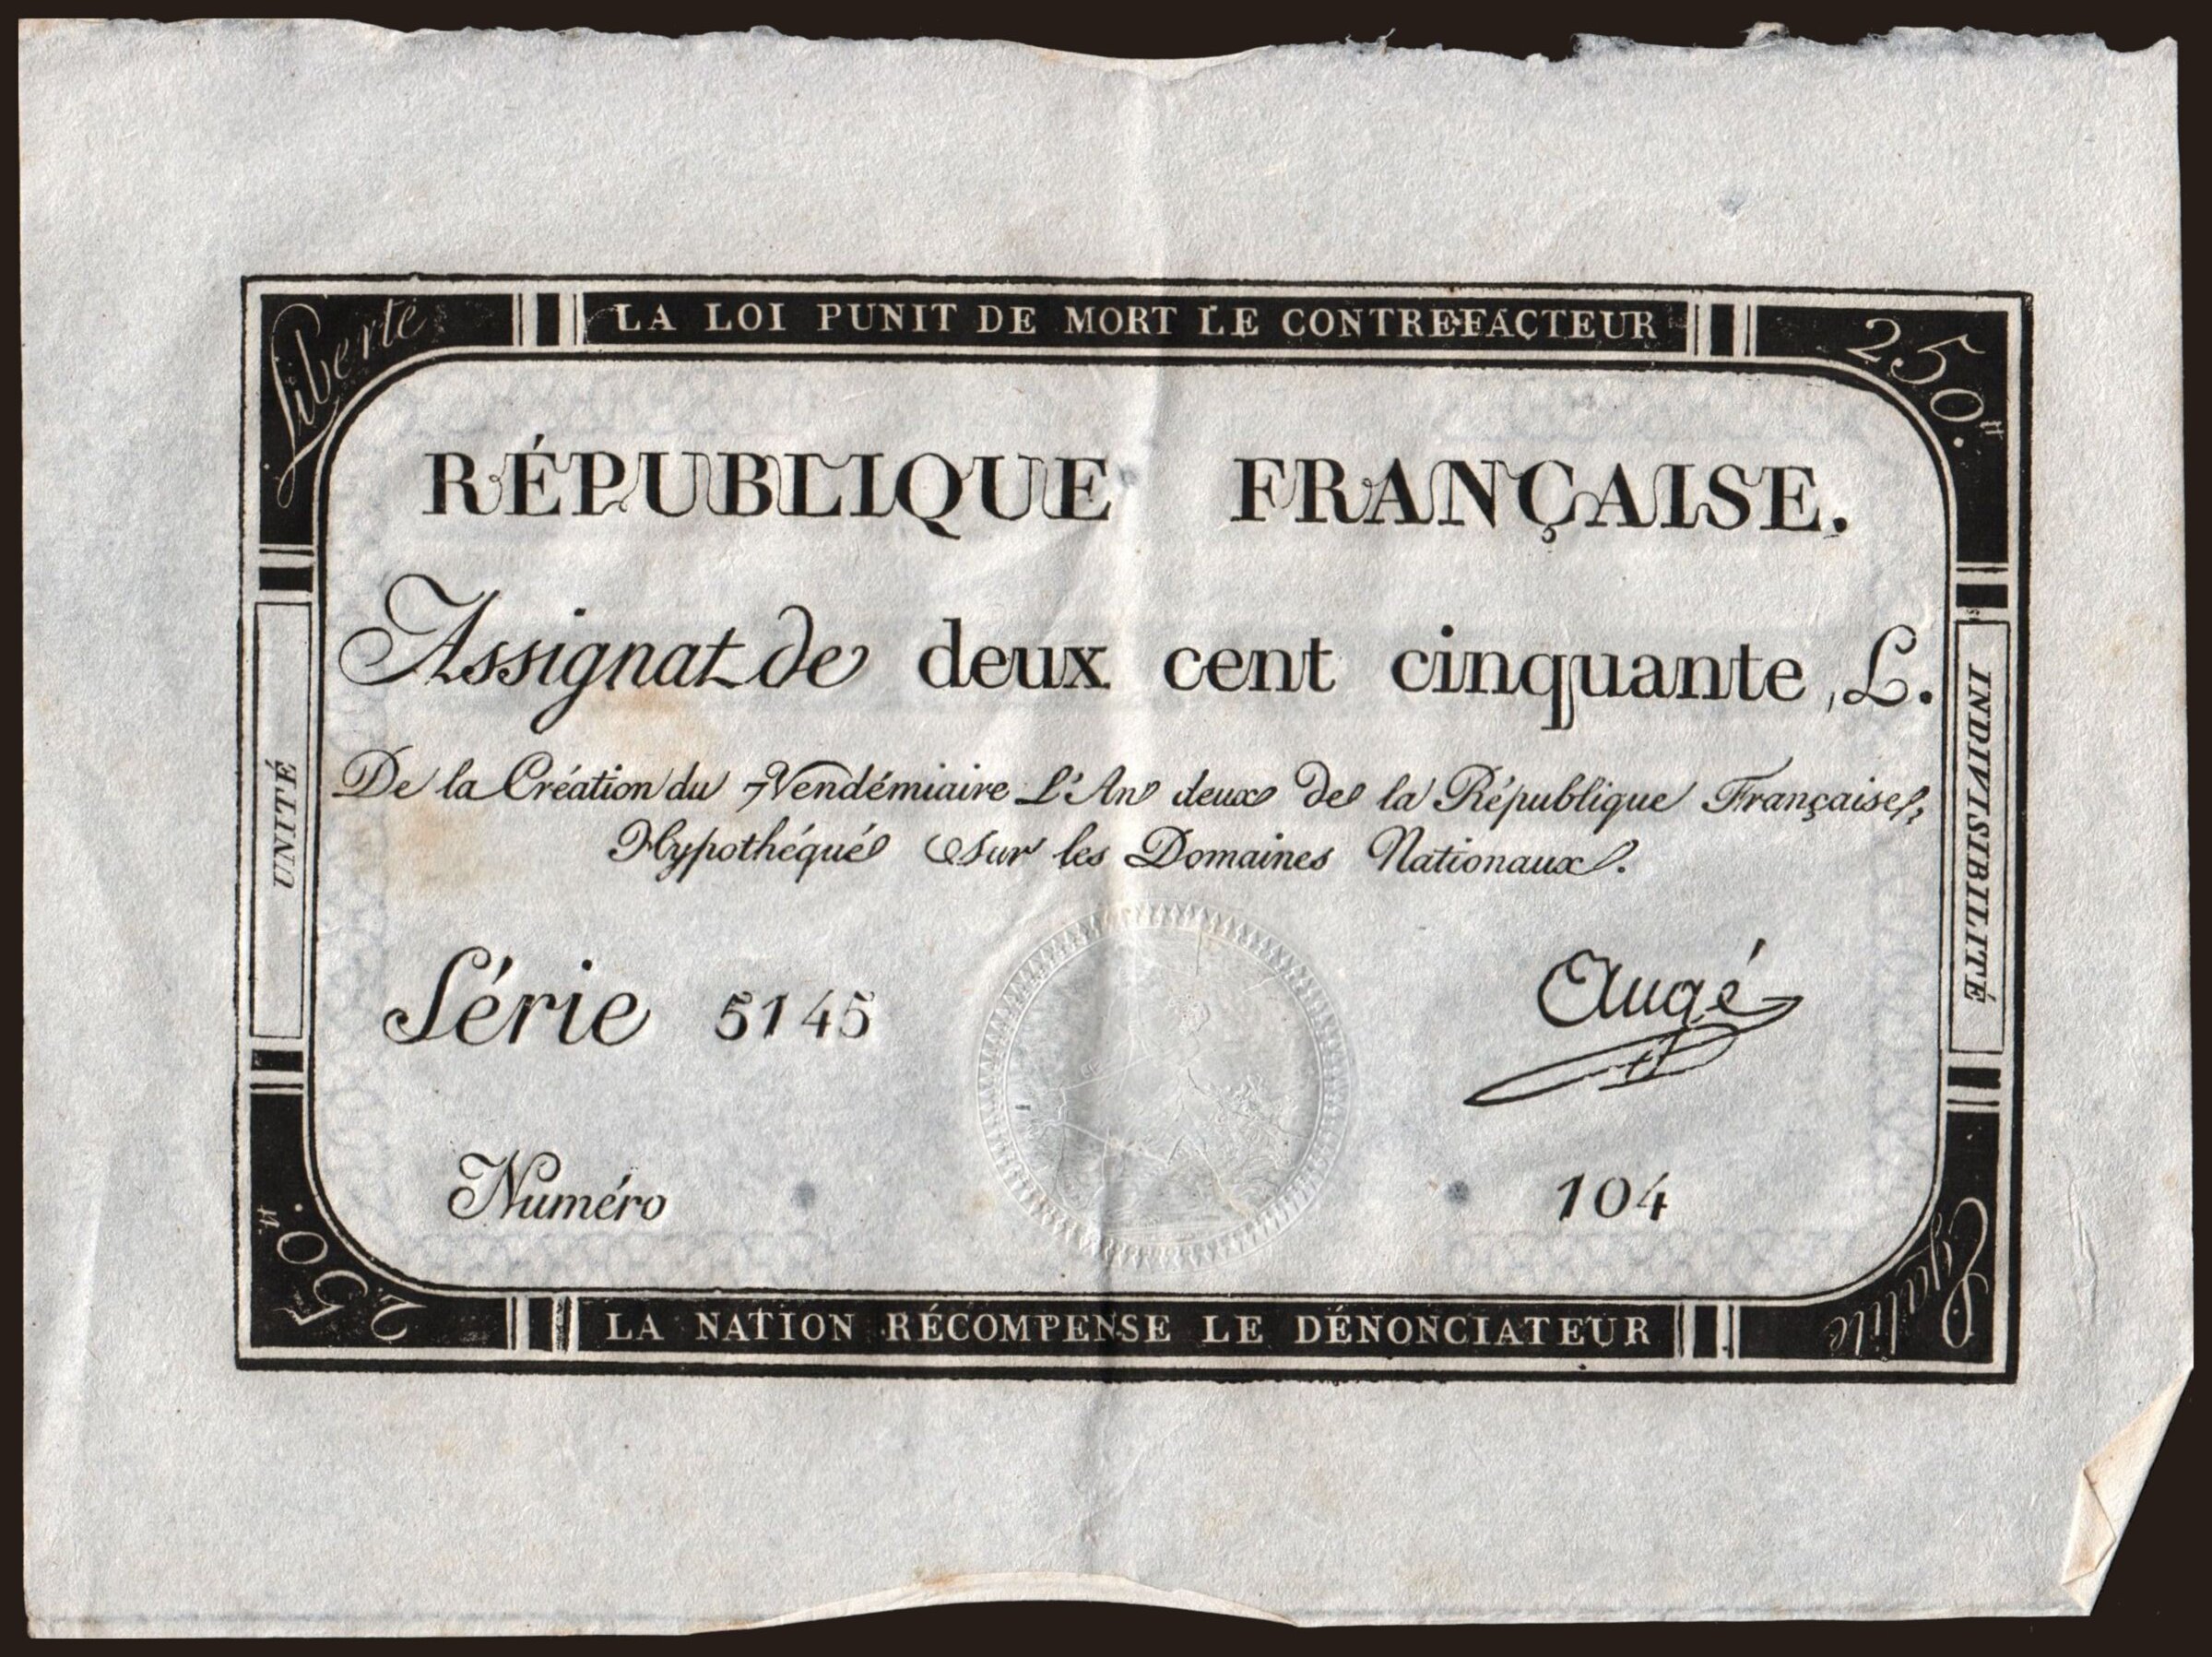 Liberté
LA LOI PUNIT DE MORT LE CONTREFACTEUR
250.₶
RÉPUBLIQUE FRANÇAISE.
Assignat de deux cent cinquante L.
De la Création du 7 Vendémiaire L'An deux de la République Française,
Hypothéqué Sur les Domaines Nationaux.
UNITÉ
INDIVISIBILITÉ
Série 5145
Augé
Numéro
104
250.₶
LA NATION RÉCOMPENSE LE DÉNONCIATEUR
Egalité